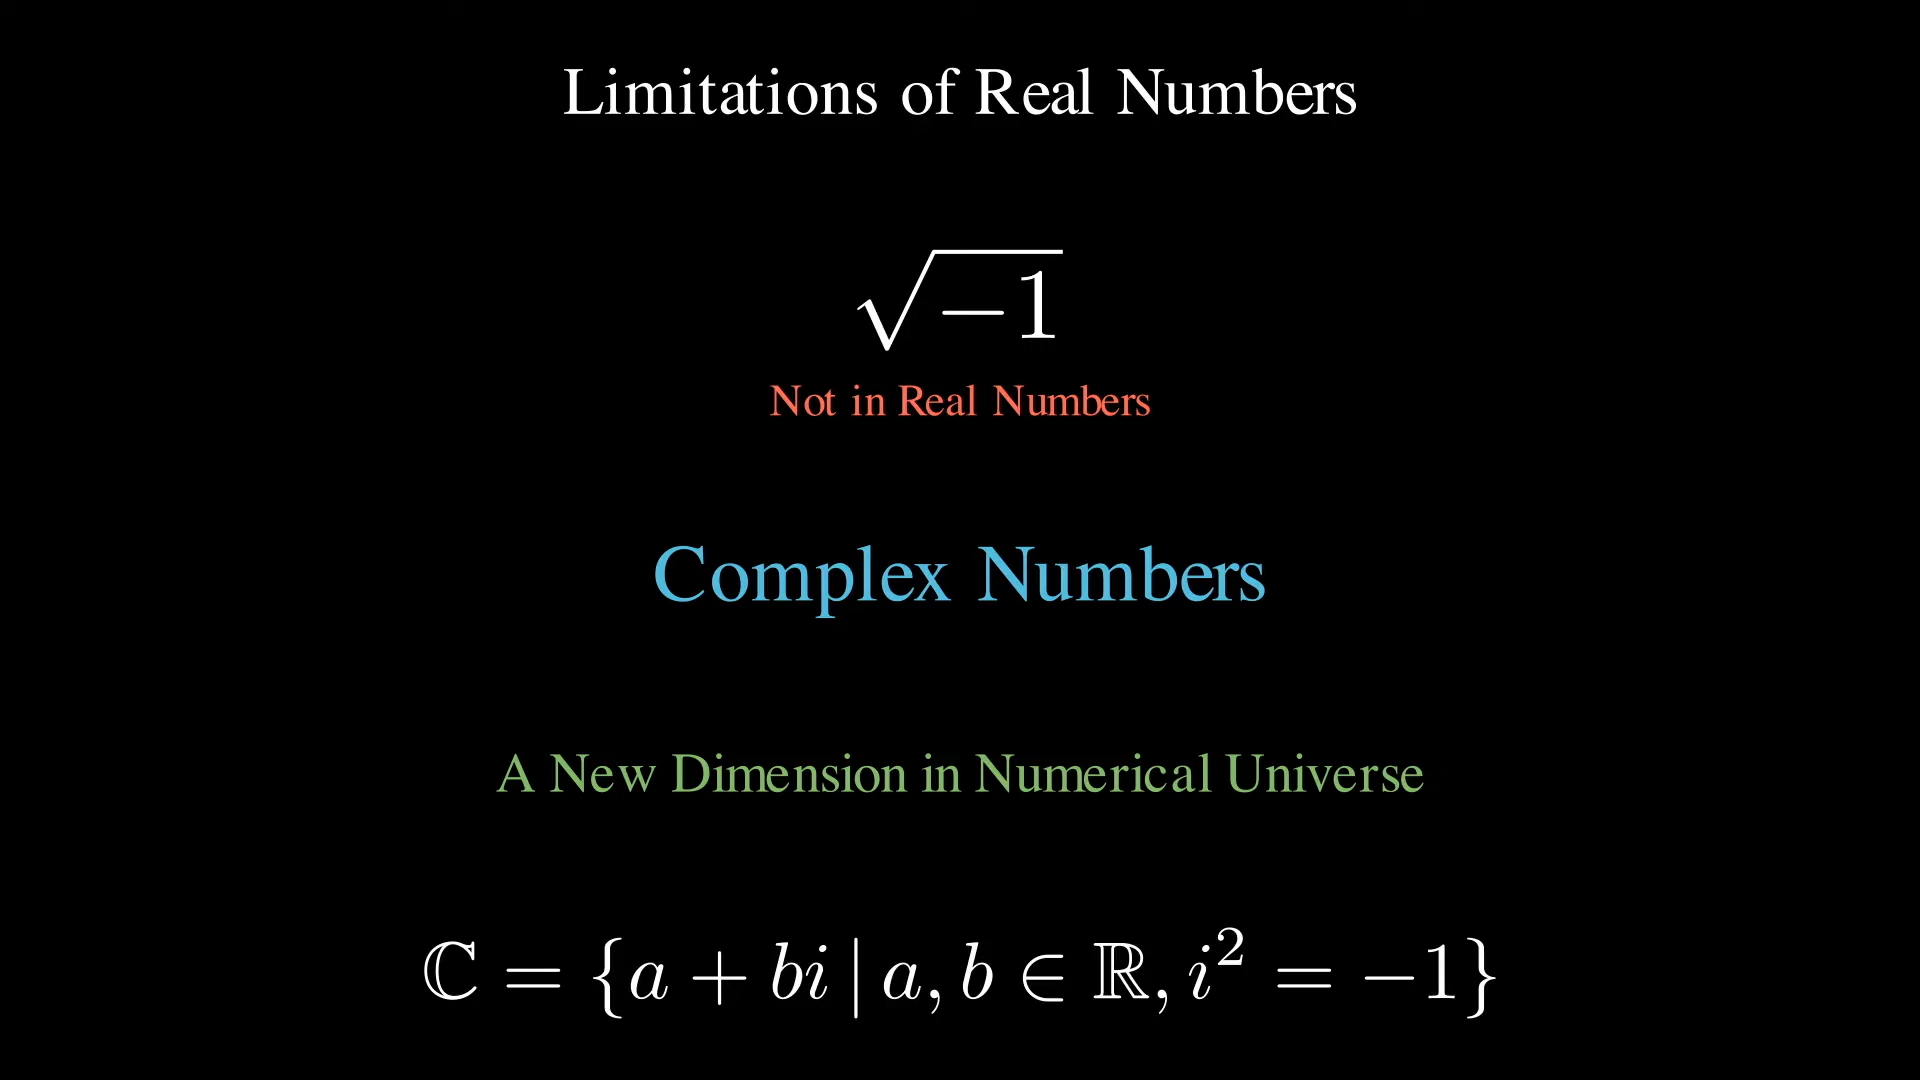 Limitations of Real Numbers
√−1
Not in Real Numbers
Complex Numbers
A New Dimension in Numerical Universe
ℂ = {a + bi | a, b ∈ ℝ, i² = −1}